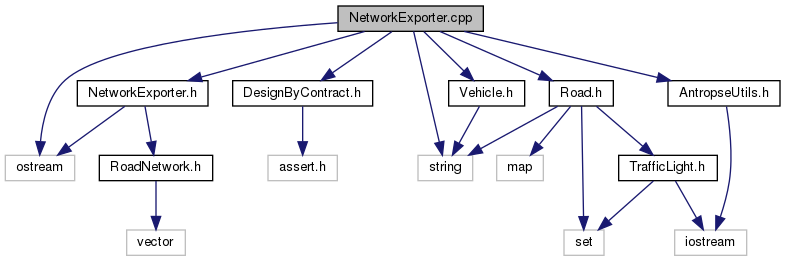 NetworkExporter.cpp
NetworkExporter.h
DesignByContract.h
Vehicle.h
Road.h
AntropseUtils.h
ostream
RoadNetwork.h
assert.h
string
map
TrafficLight.h
vector
set
iostream